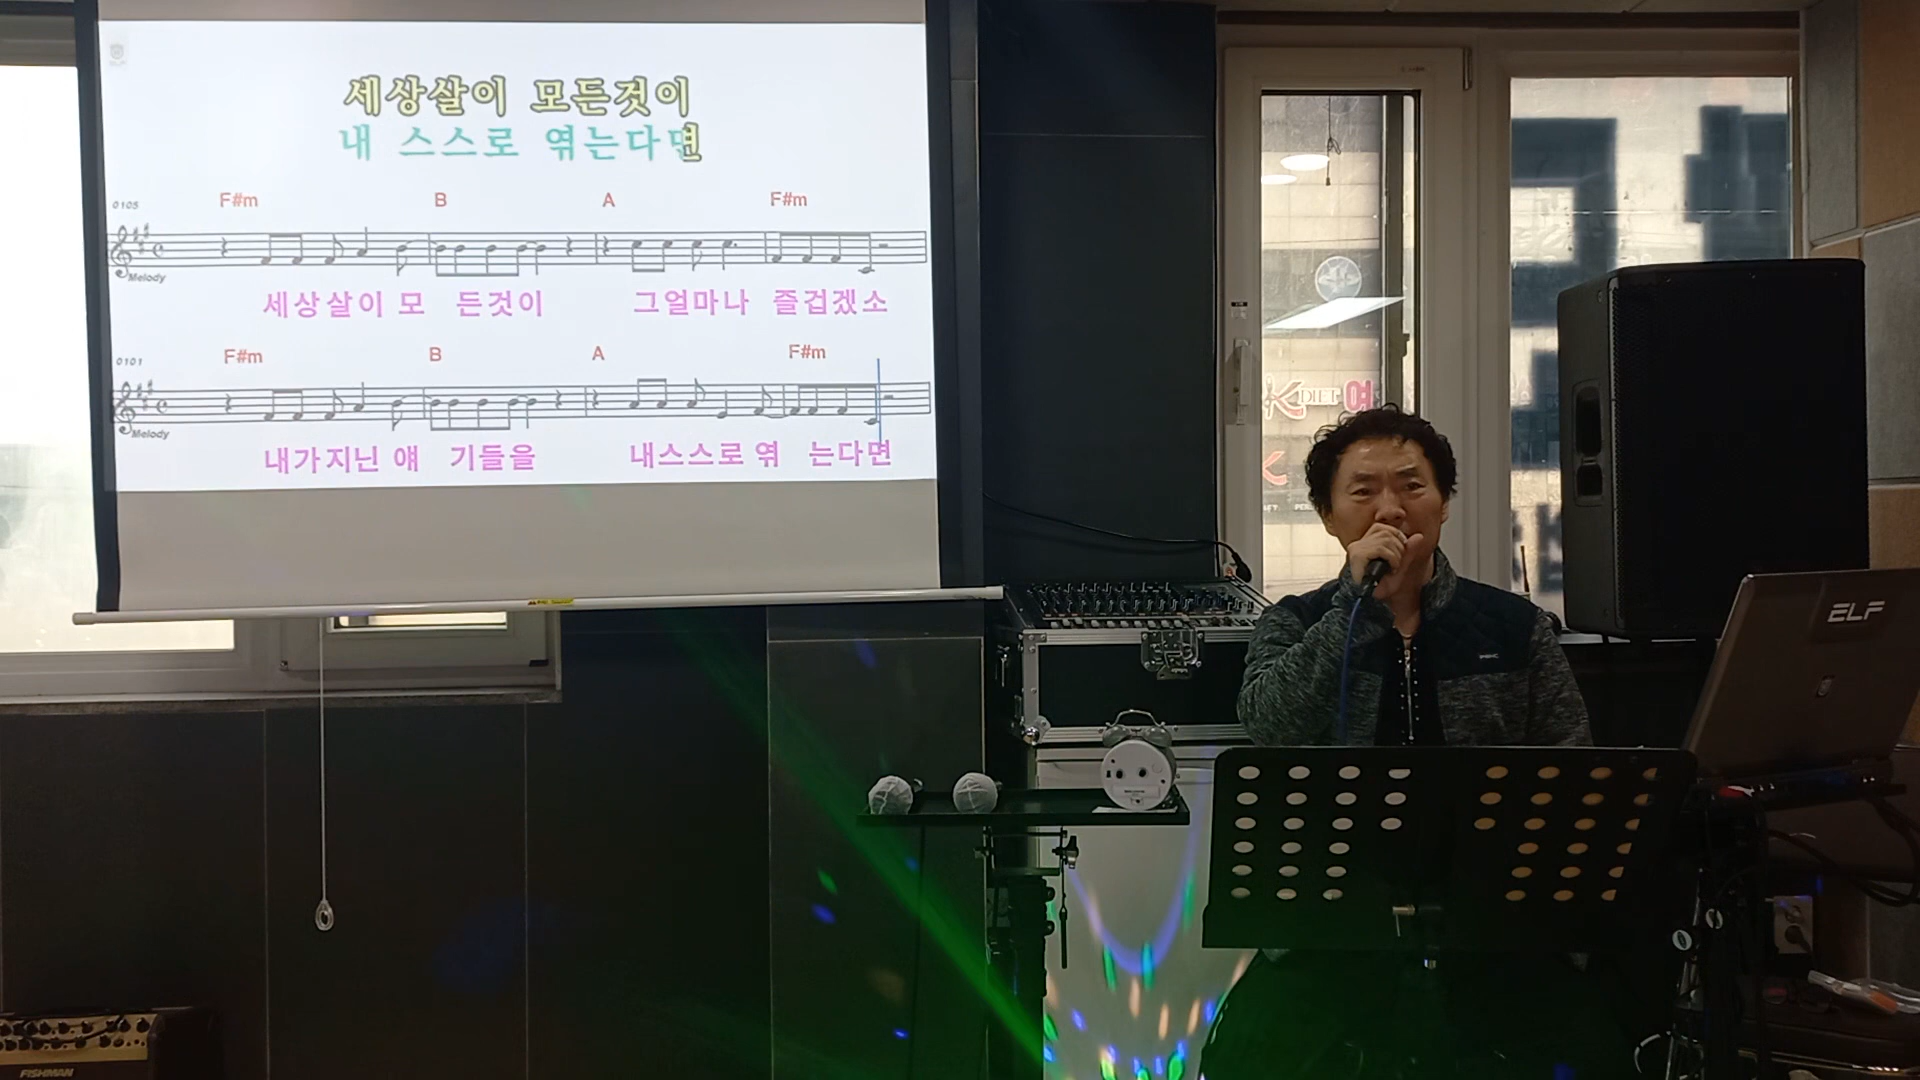 세상살이 모든것이
내 스스로 엮는다면
0105 F#m B A F#m
Melody
세상살이 모 든것이 그얼마나 즐겁겠소
0101 F#m B A F#m
Melody
내가지닌 얘 기들을 내스스로 엮 는다면
K DIET 여
K
ELF
FISHMAN